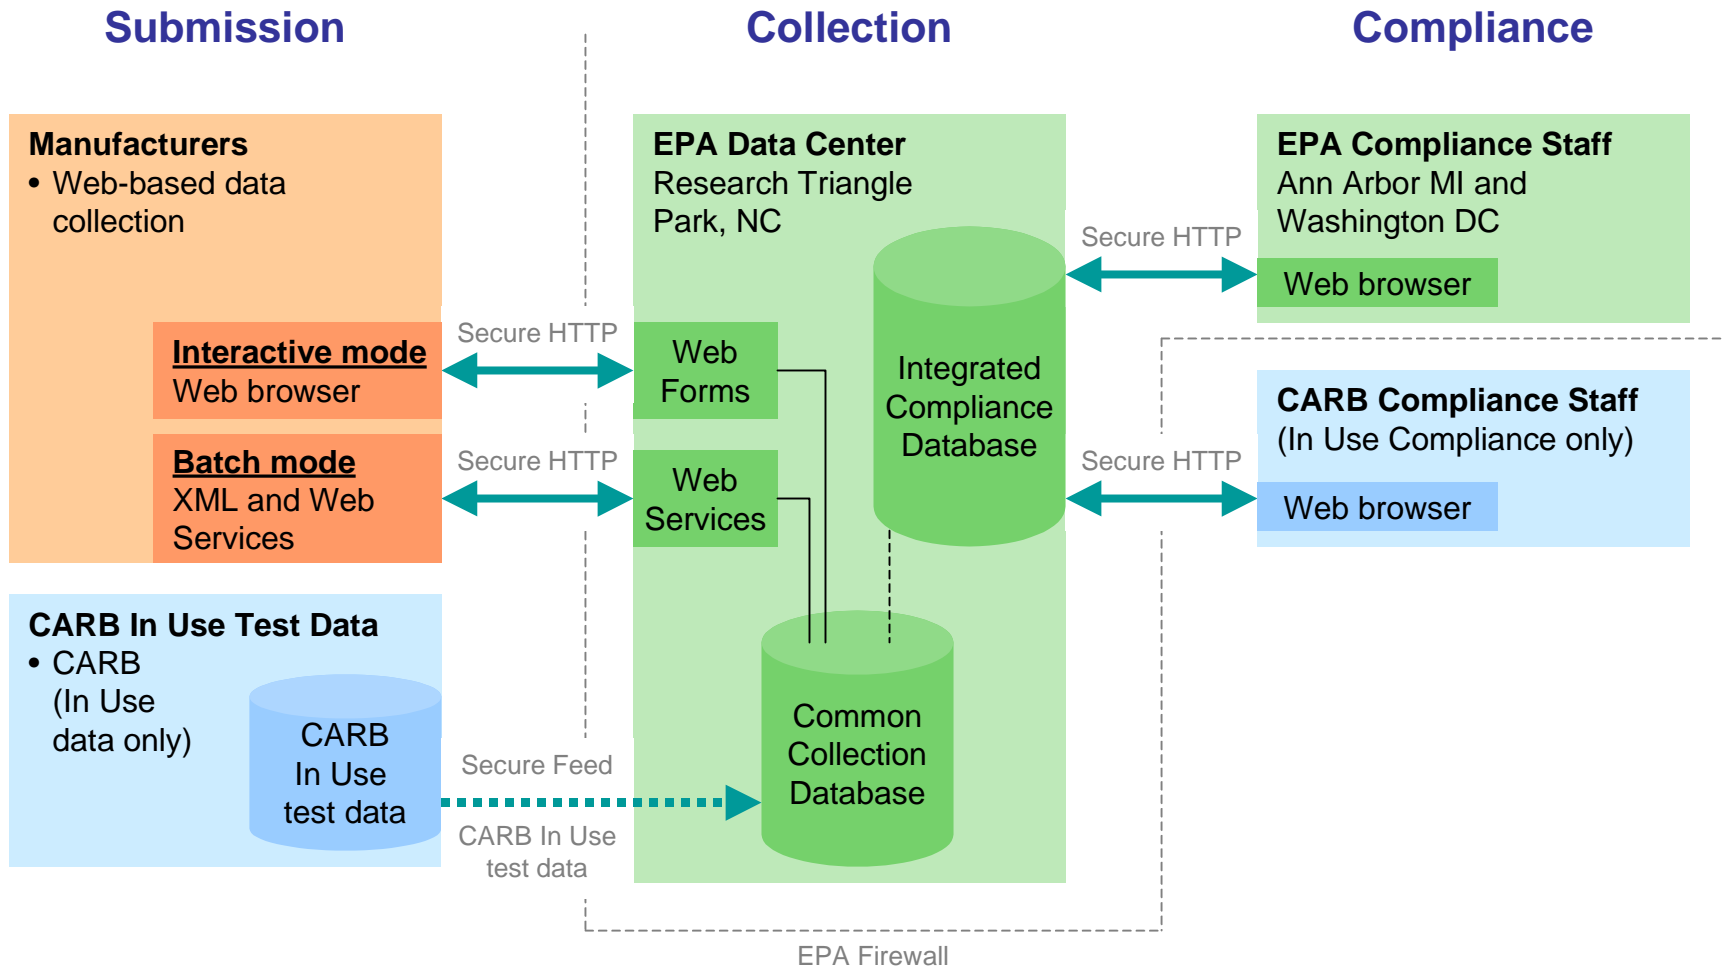 Submission
Collection
Compliance
Manufacturers
• Web-based data
collection
Interactive mode
Web browser
Batch mode
XML and Web
Services
CARB In Use Test Data
• CARB
(In Use
data only)
CARB
In Use
test data
Secure HTTP
Secure HTTP
Secure Feed
CARB In Use
test data
EPA Data Center
Research Triangle
Park, NC
Web
Forms
Web
Services
Integrated
Compliance
Database
Common
Collection
Database
Secure HTTP
Secure HTTP
EPA Compliance Staff
Ann Arbor MI and
Washington DC
Web browser
CARB Compliance Staff
(In Use Compliance only)
Web browser
EPA Firewall